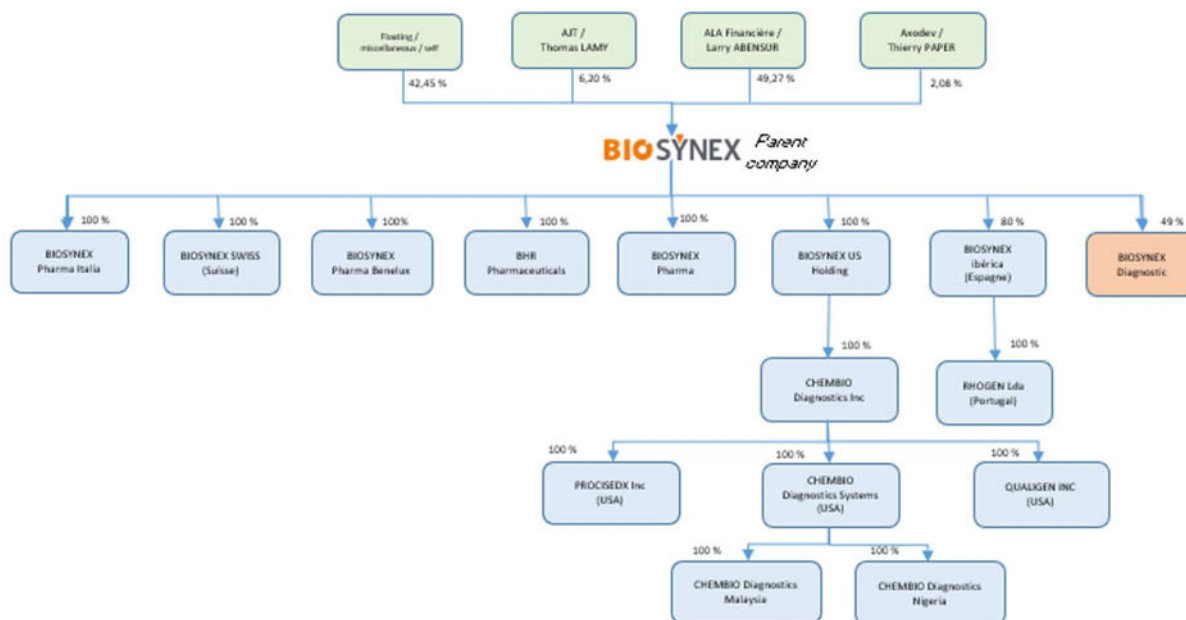 Floating /
miscellaneous / self
AJT /
Thomas LAMY
ALA Financière /
Larry ABENSUR
Axodev /
Thierry PAPER
42,45 %
6,20 %
49,27 %
2,08 %
BIOSYNEX
Parent
company
100 %
100 %
100%
100 %
100 %
100 %
80 %
49 %
BIOSYNEX
Pharma Italia
BIOSYNEX SWISS
(Suisse)
BIOSYNEX
Pharma Benelux
BHR
Pharmaceuticals
BIOSYNEX
Pharma
BIOSYNEX US
Holding
BIOSYNEX
ibérica
(Espagne)
BIOSYNEX
Diagnostic
100 %
100 %
CHEMBIO
Diagnostics Inc
RHOGEN Lda
(Portugal)
100 %
100 %
100 %
PROCISEDX Inc
(USA)
CHEMBIO
Diagnostics Systems
(USA)
QUALIGEN INC
(USA)
100 %
100 %
CHEMBIO Diagnostics
Malaysia
CHEMBIO Diagnostics
Nigeria